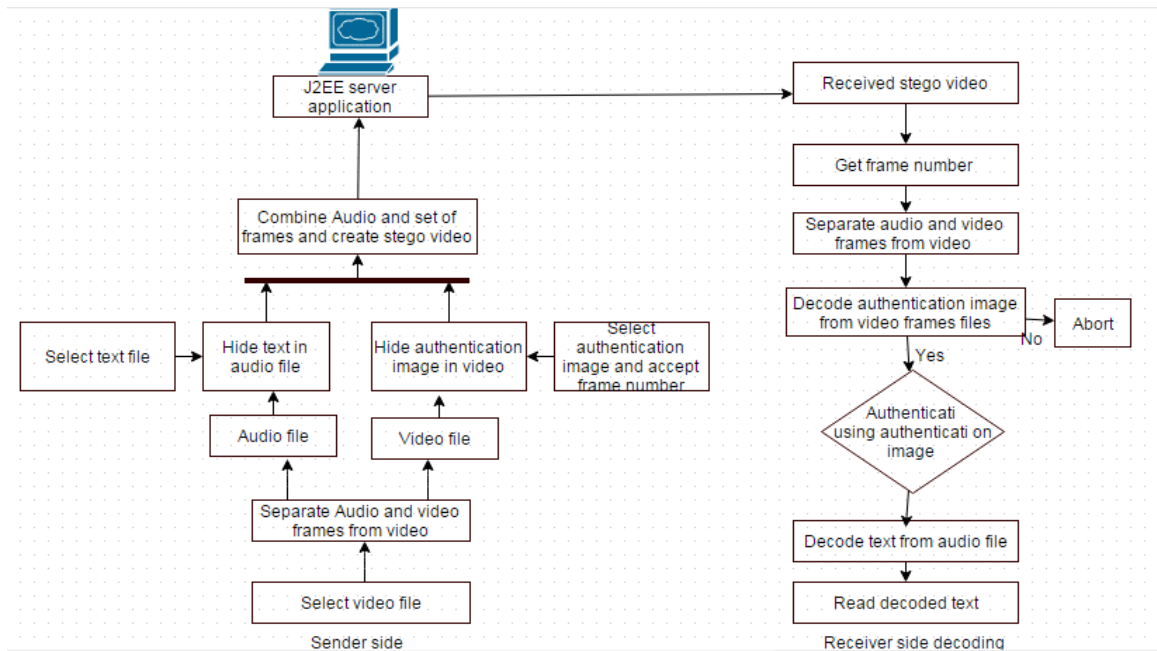 J2EE server
application
Combine Audio and set of
frames and create stego video
Select text file
Hide text in
audio file
Hide authentication
image in video
Select
authentication
image and accept
frame number
Audio file
Video file
Separate Audio and video
frames from video
Select video file
Sender side
Received stego video
Get frame number
Separate audio and video
frames from video
Decode authentication image
from video frames files
No
Abort
Yes
Authenticati
using authenticati on
image
Decode text from audio file
Read decoded text
Receiver side decoding